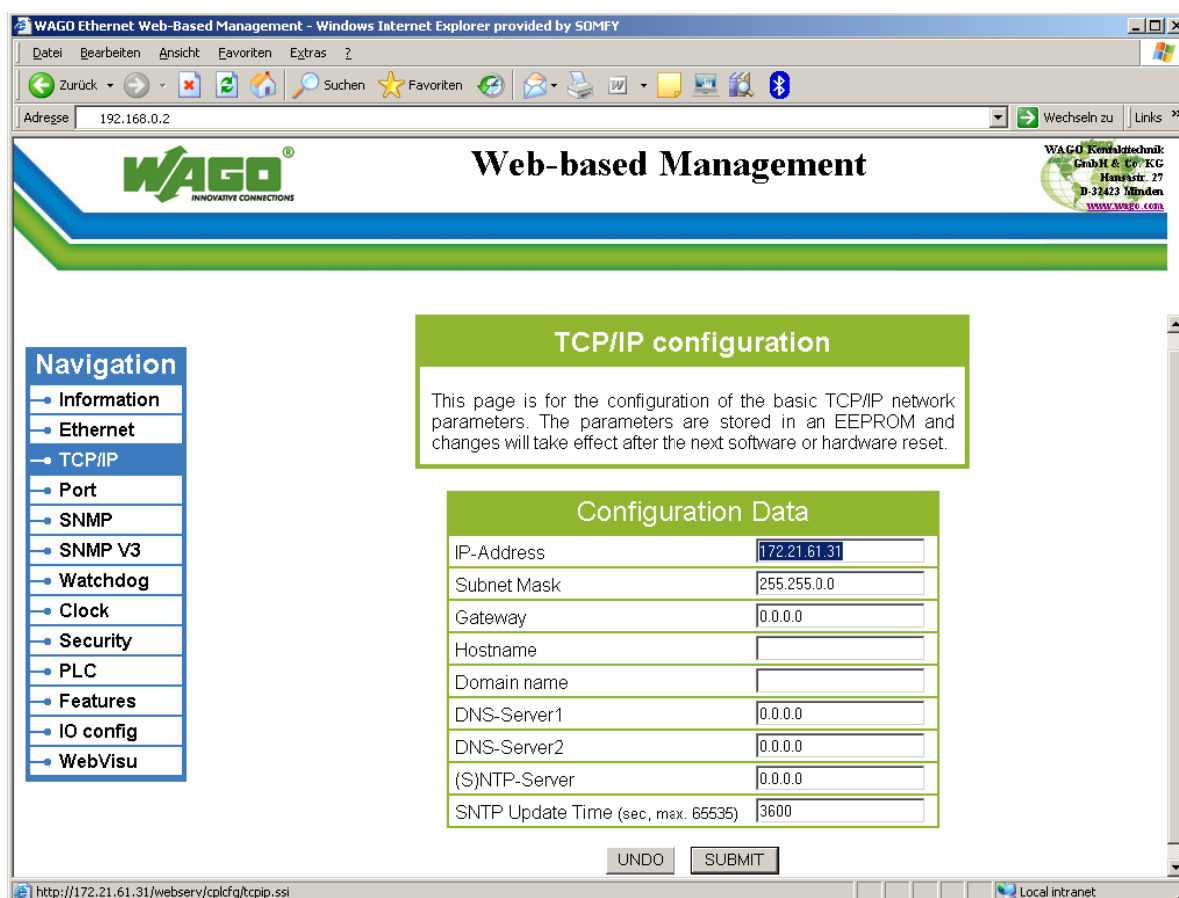 WAGO Ethernet Web-Based Management - Windows Internet Explorer provided by SOMFY
Datei Bearbeiten Ansicht Favoriten Extras ?
Zurück Suchen Favoriten
Adresse 192.168.0.2 Wechseln zu Links »
WAGO®
INNOVATIVE CONNECTIONS
Web-based Management
WAGO Kontakttechnik
GmbH & Co. KG
Hansastr. 27
D-32423 Minden
www.wago.com
Navigation
Information
Ethernet
TCP/IP
Port
SNMP
SNMP V3
Watchdog
Clock
Security
PLC
Features
IO config
WebVisu
TCP/IP configuration
This page is for the configuration of the basic TCP/IP network
parameters. The parameters are stored in an EEPROM and
changes will take effect after the next software or hardware reset.
Configuration Data
IP-Address 172.21.61.31
Subnet Mask 255.255.0.0
Gateway 0.0.0.0
Hostname
Domain name
DNS-Server1 0.0.0.0
DNS-Server2 0.0.0.0
(S)NTP-Server 0.0.0.0
SNTP Update Time (sec, max. 65535) 3600
UNDO SUBMIT
http://172.21.61.31/webserv/cplcfg/tcpip.ssi Local intranet